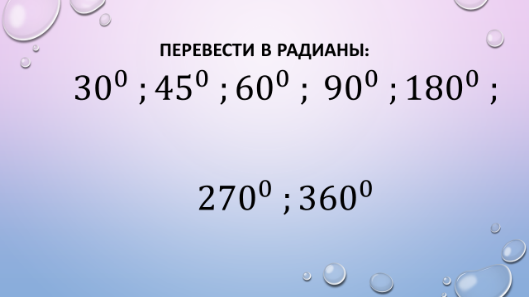 ПЕРЕВЕСТИ В РАДИАНЫ:
30⁰ ; 45⁰ ; 60⁰ ; 90⁰ ; 180⁰ ;
270⁰ ; 360⁰